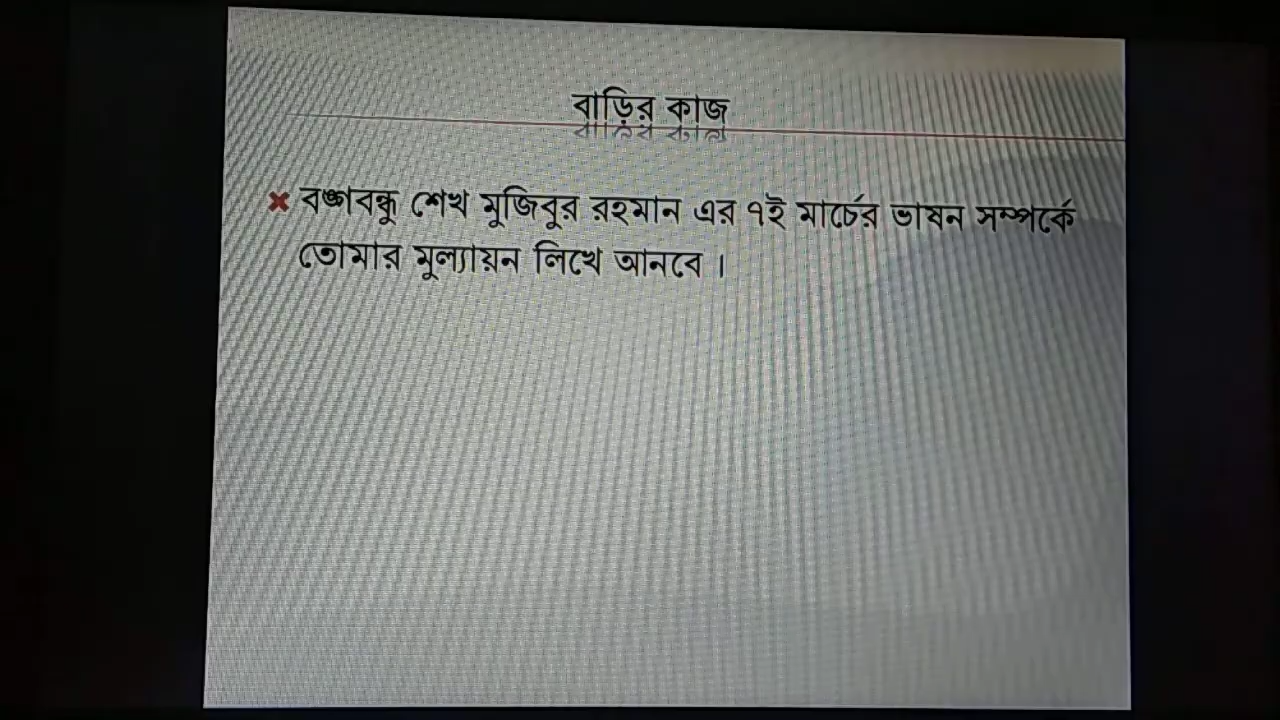 বাড়ির কাজ
বঙ্গবন্ধু শেখ মুজিবুর রহমান এর ৭ই মার্চের ভাষন সম্পর্কে
তোমার মুল্যায়ন লিখে আনবে ।